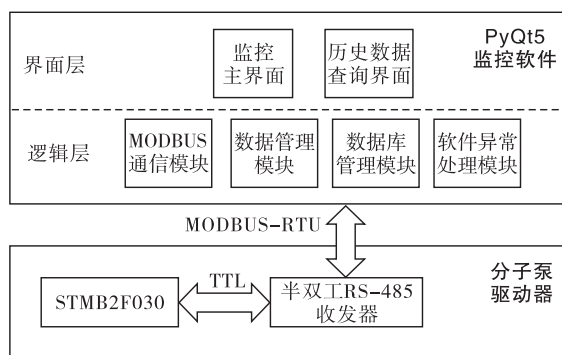 PyQt5
监控软件
界面层
监控
主界面
历史数据
查询界面
逻辑层
MODBUS
通信模块
数据管理
模块
数据库
管理模块
软件异常
处理模块
MODBUS-RTU
分子泵
驱动器
STMB2F030
TTL
半双工RS-485
收发器